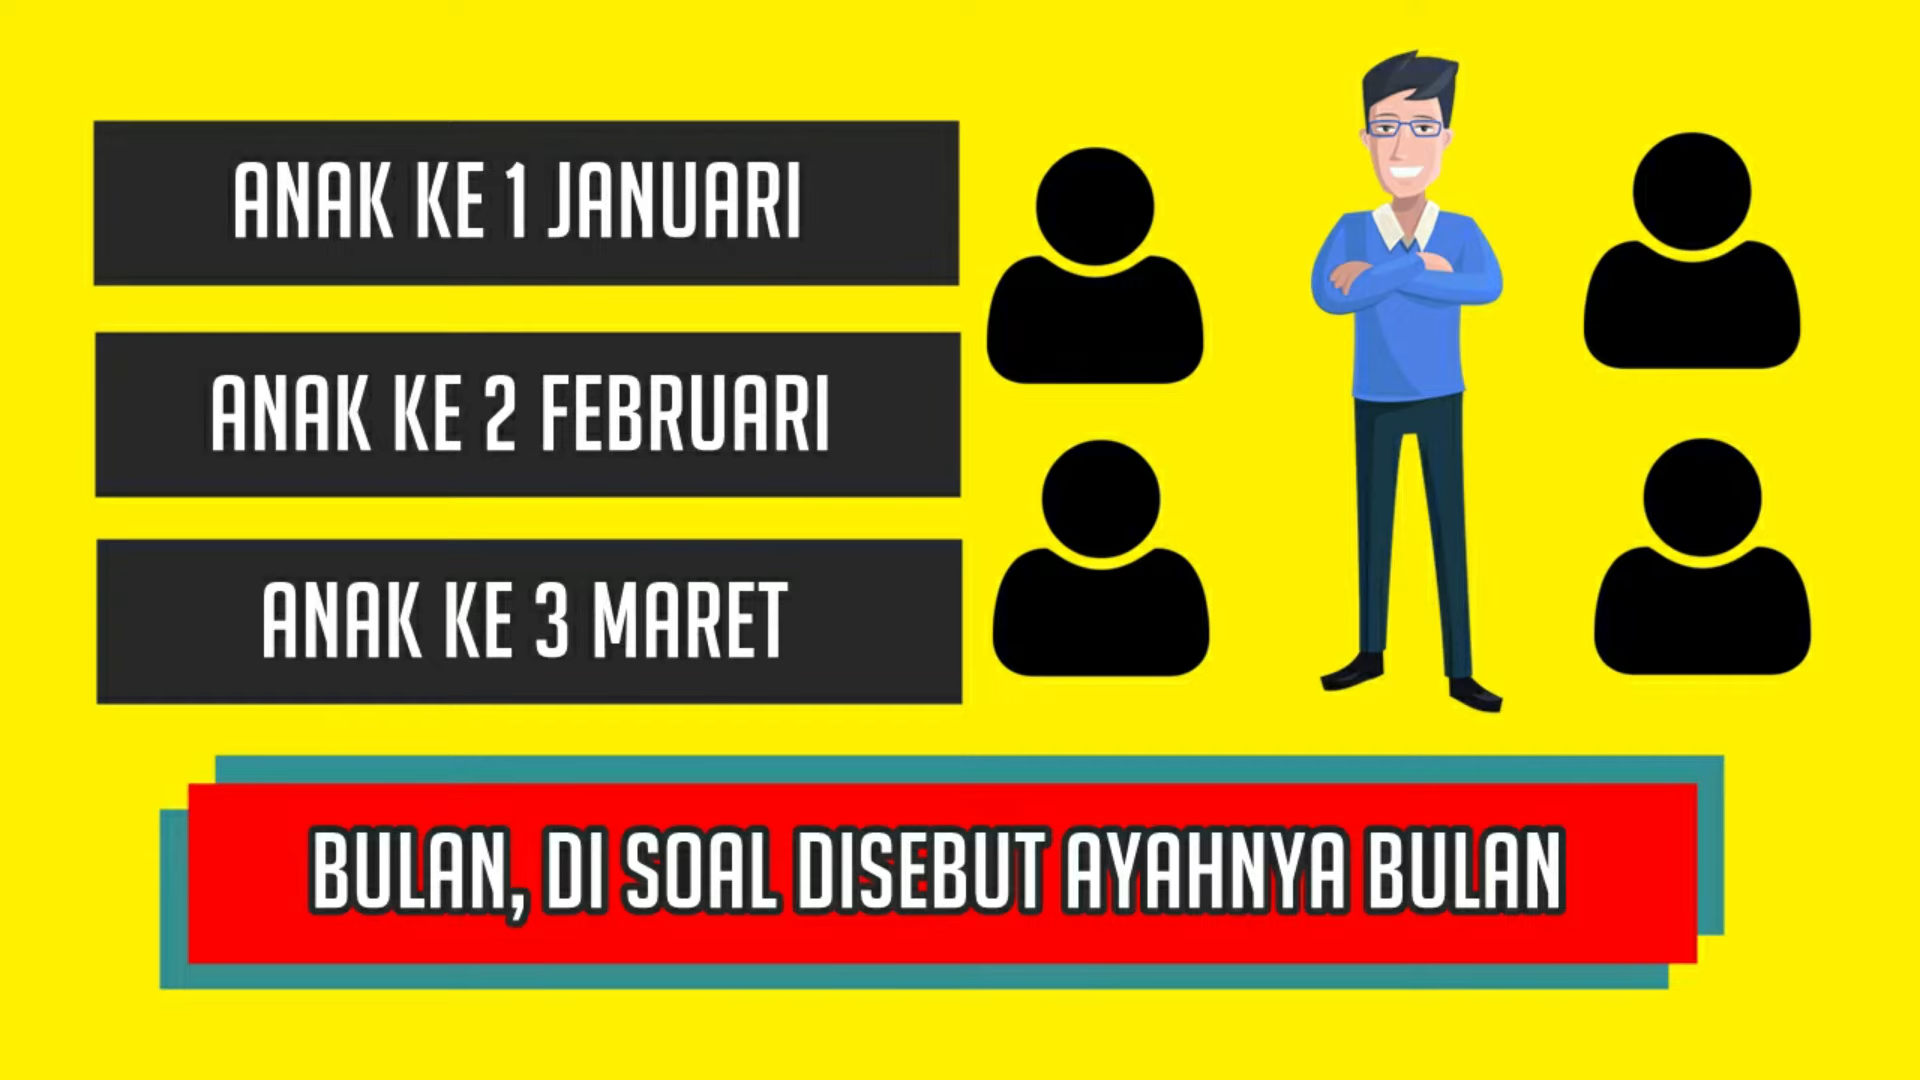 ANAK KE 1 JANUARI
ANAK KE 2 FEBRUARI
ANAK KE 3 MARET
BULAN, DI SOAL DISEBUT AYAHNYA BULAN